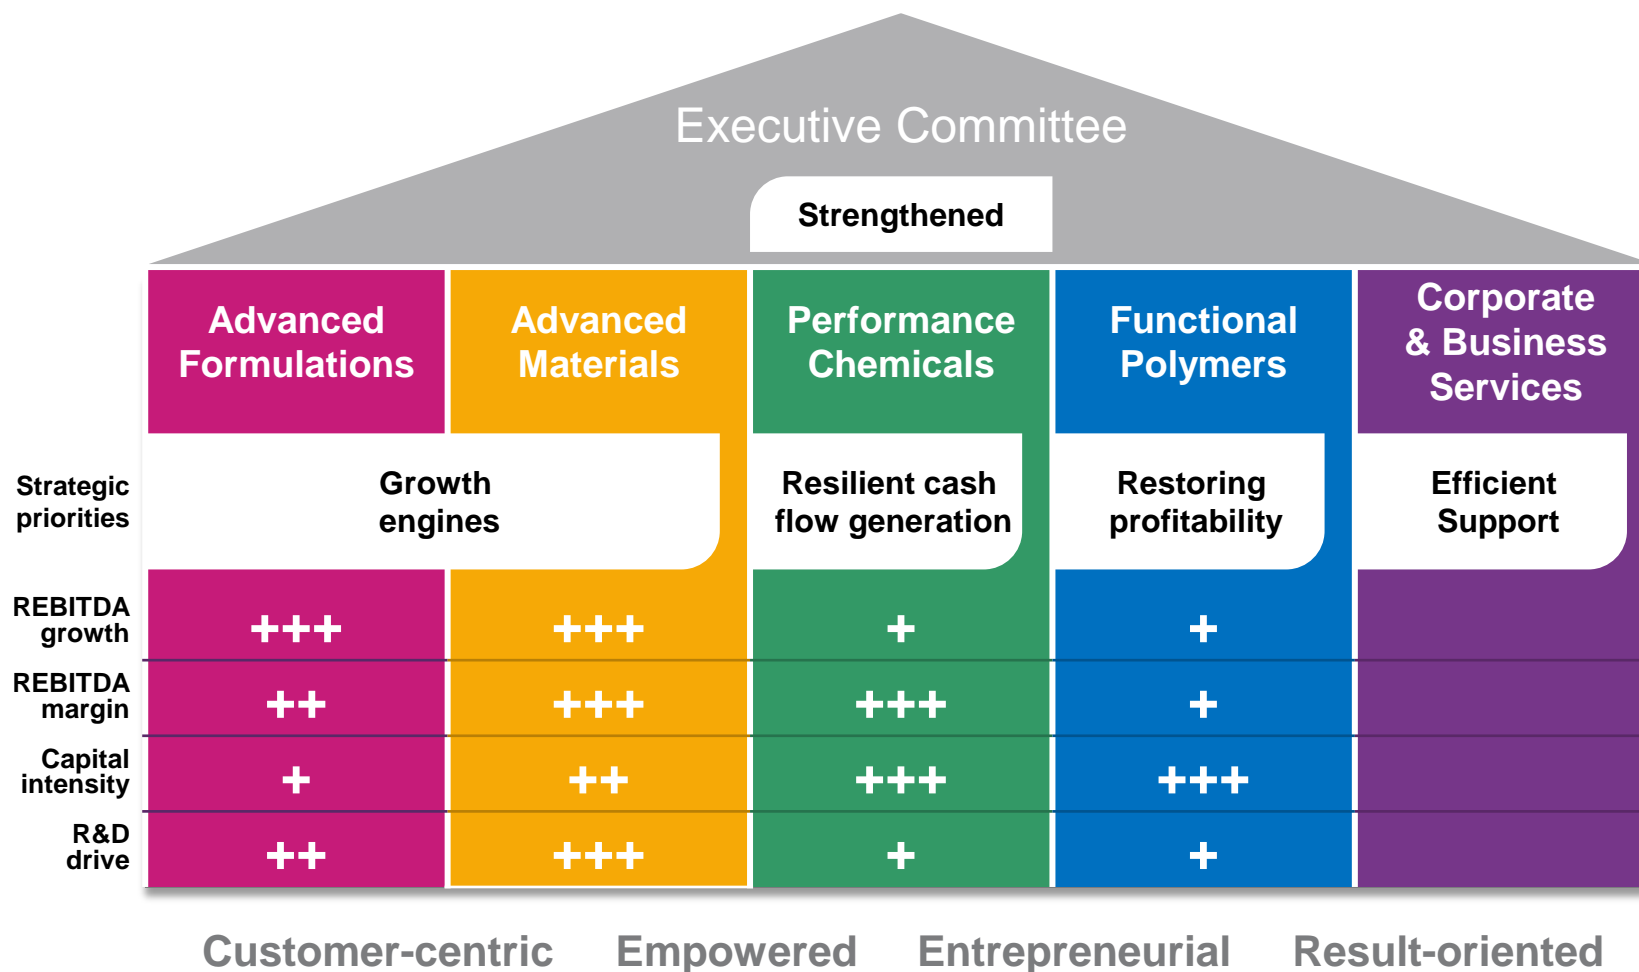 Executive Committee
Strengthened
Advanced
Formulations
Advanced
Materials
Performance
Chemicals
Functional
Polymers
Corporate
& Business
Services
Strategic
priorities
Growth
engines
Resilient cash
flow generation
Restoring
profitability
Efficient
Support
REBITDA
growth
+++
+++
+
+
REBITDA
margin
++
+++
+++
+
Capital
intensity
+
++
+++
+++
R&D
drive
++
+++
+
+
Customer-centric Empowered Entrepreneurial Result-oriented